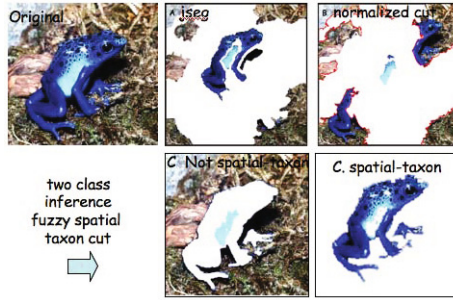 Original
A iseg
B normalized cut
C Not spatial-taxon
C. spatial-taxon
two class
inference
fuzzy spatial
taxon cut